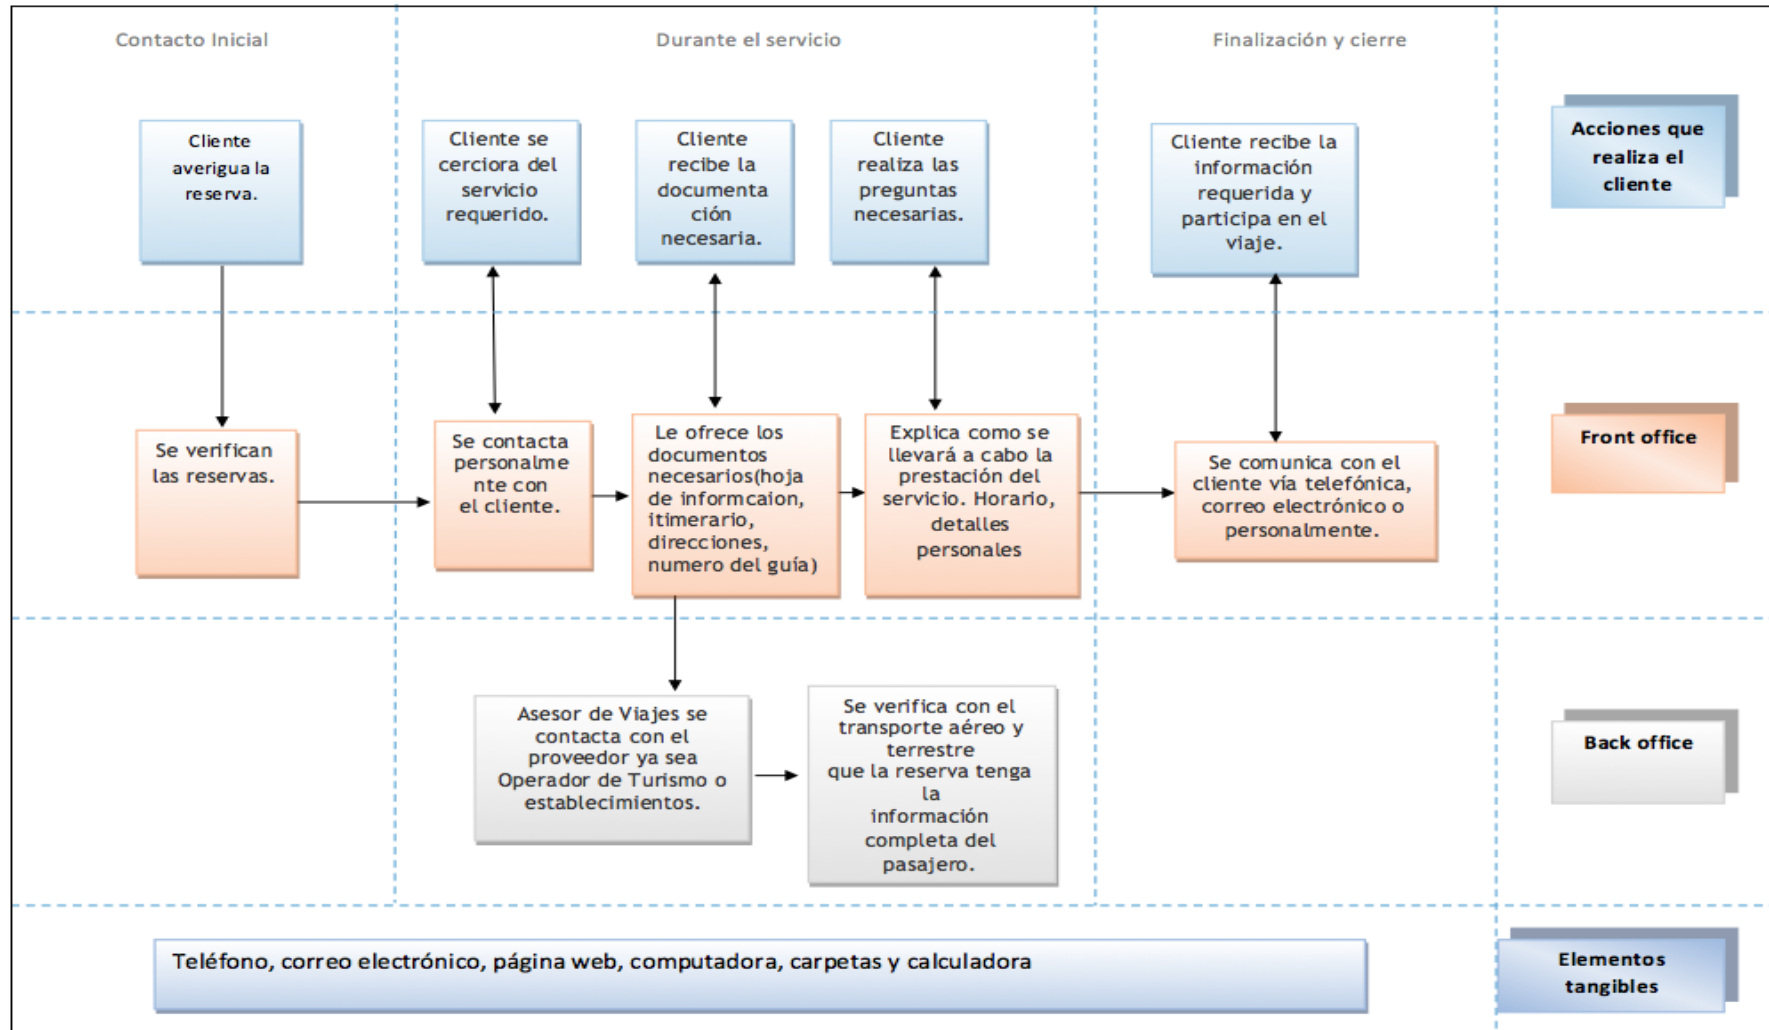 Contacto Inicial
Durante el servicio
Finalización y cierre
Cliente
averigua la
reserva.
Cliente se
cerciora del
servicio
requerido.
Cliente
recibe la
documenta
ción
necesaria.
Cliente
realiza las
preguntas
necesarias.
Cliente recibe la
información
requerida y
participa en el
viaje.
Acciones que
realiza el
cliente
Se verifican
las reservas.
Se contacta
personalme
nte con
el cliente.
Le ofrece los
documentos
necesarios(hoja
de informcaion,
itimerario,
direcciones,
numero del guía)
Explica como se
llevará a cabo la
prestación del
servicio. Horario,
detalles
personales
Se comunica con el
cliente vía telefónica,
correo electrónico o
personalmente.
Front office
Asesor de Viajes se
contacta con el
proveedor ya sea
Operador de Turismo o
establecimientos.
Se verifica con el
transporte aéreo y
terrestre
que la reserva tenga
la
información
completa del
pasajero.
Back office
Teléfono, correo electrónico, página web, computadora, carpetas y calculadora
Elementos
tangibles